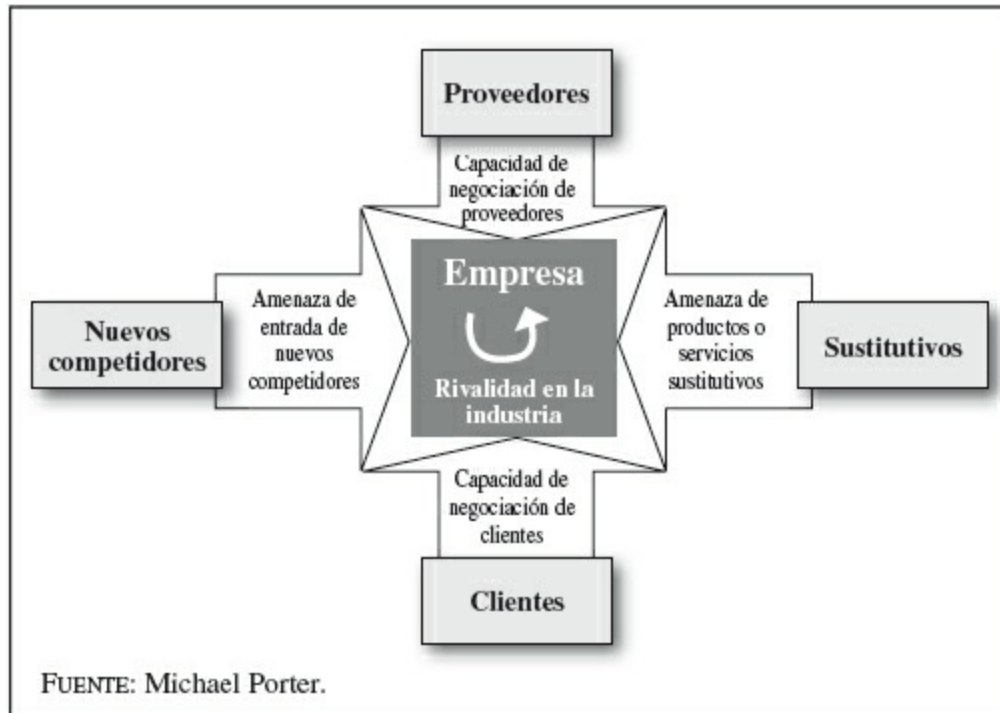 Proveedores
Capacidad de
negociación de
proveedores
Nuevos
competidores
Amenaza de
entrada de
nuevos
competidores
Empresa
Rivalidad en la
industria
Amenaza de
productos o
servicios
sustitutivos
Sustitutivos
Capacidad de
negociación de
clientes
Clientes
FUENTE: Michael Porter.